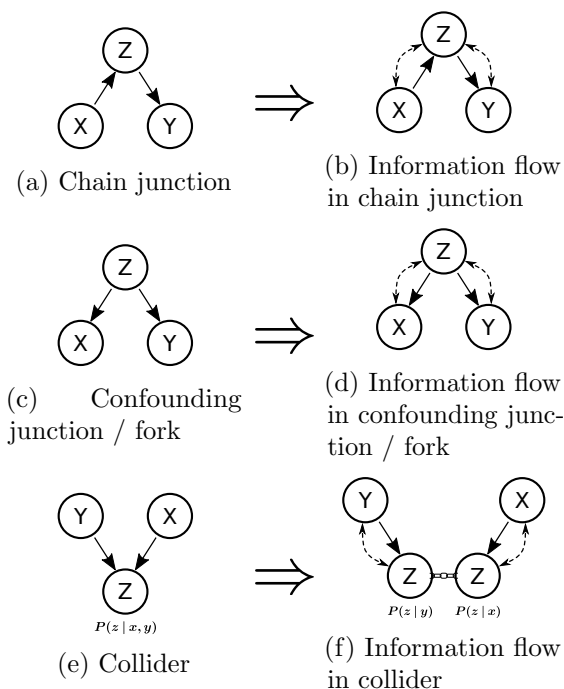 Z
X
Y
⇒
Z
X
Y
(a) Chain junction
(b) Information flow
in chain junction
Z
X
Y
⇒
Z
X
Y
(c) Confounding
junction / fork
(d) Information flow
in confounding junc-
tion / fork
Y
X
Z
P(z | x, y)
⇒
Y
X
Z
Z
P(z | y)
P(z | x)
(e) Collider
(f) Information flow
in collider